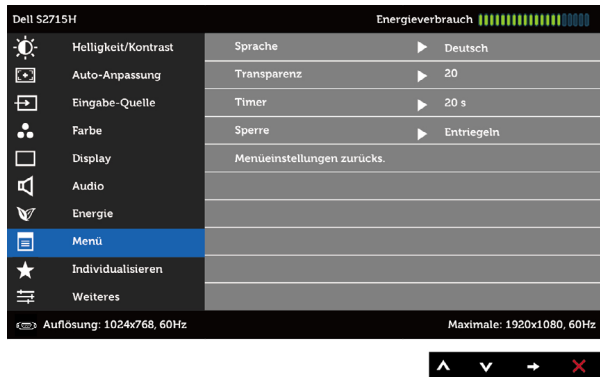 Dell S2715H Energieverbrauch
Helligkeit/Kontrast Sprache Deutsch
Auto-Anpassung Transparenz 20
Eingabe-Quelle Timer 20 s
Farbe Sperre Entriegeln
Display Menüeinstellungen zurücks.
Audio
Energie
Menü
Individualisieren
Weiteres
Auflösung: 1024x768, 60Hz Maximale: 1920x1080, 60Hz